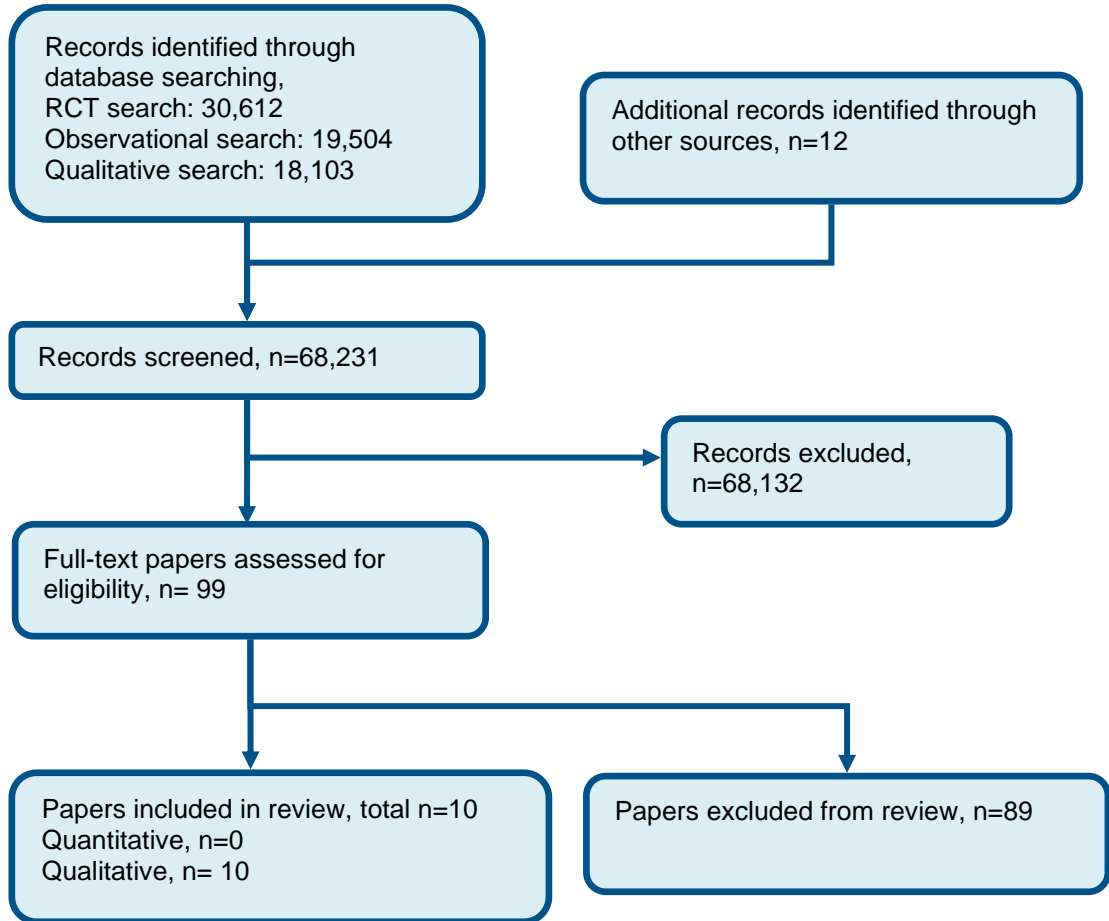 Records identified through
database searching,
RCT search: 30,612
Observational search: 19,504
Qualitative search: 18,103
Additional records identified through
other sources, n=12
Records screened, n=68,231
Records excluded,
n=68,132
Full-text papers assessed for
eligibility, n= 99
Papers included in review, total n=10
Quantitative, n=0
Qualitative, n= 10
Papers excluded from review, n=89